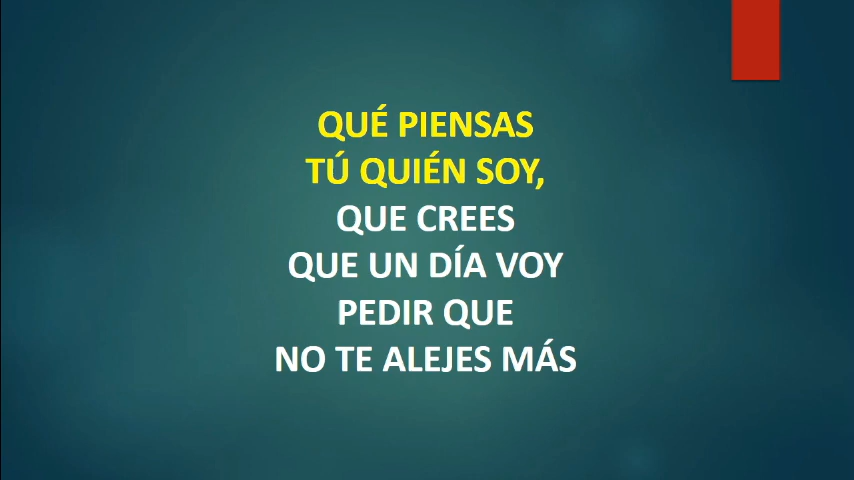 QUÉ PIENSAS
TÚ QUIÉN SOY,
QUE CREES
QUE UN DÍA VOY
PEDIR QUE
NO TE ALEJES MÁS